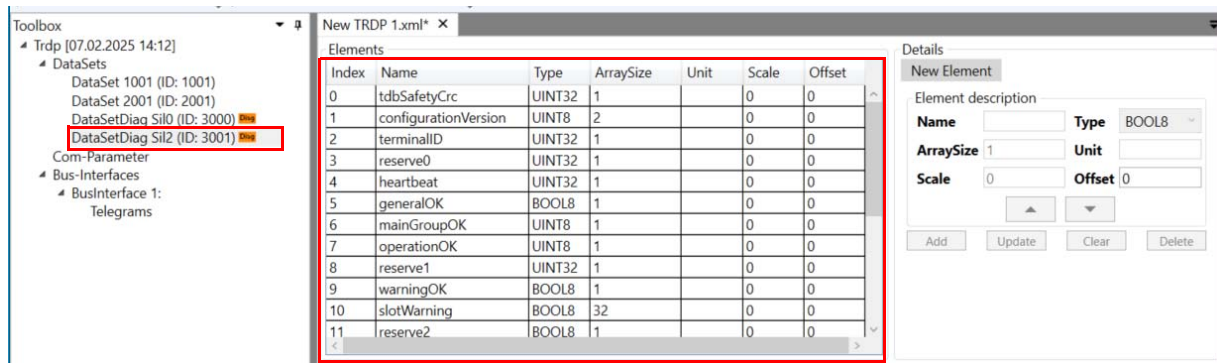 Toolbox
Trdp [07.02.2025 14:12]
DataSets
DataSet 1001 (ID: 1001)
DataSet 2001 (ID: 2001)
DataSetDiag Sil0 (ID: 3000) Diag
DataSetDiag Sil2 (ID: 3001) Diag
Com-Parameter
Bus-Interfaces
BusInterface 1:
Telegrams
New TRDP 1.xml* ✕
Elements
Index Name Type ArraySize Unit Scale Offset
0 tdbSafetyCrc UINT32 1 0 0
1 configurationVersion UINT8 2 0 0
2 terminalID UINT32 1 0 0
3 reserve0 UINT32 1 0 0
4 heartbeat UINT32 1 0 0
5 generalOK BOOL8 1 0 0
6 mainGroupOK UINT8 1 0 0
7 operationOK UINT8 1 0 0
8 reserve1 UINT32 1 0 0
9 warningOK BOOL8 1 0 0
10 slotWarning BOOL8 32 0 0
11 reserve2 BOOL8 1 0 0
Details
New Element
Element description
Name Type BOOL8
ArraySize 1 Unit
Scale 0 Offset 0
Add Update Clear Delete